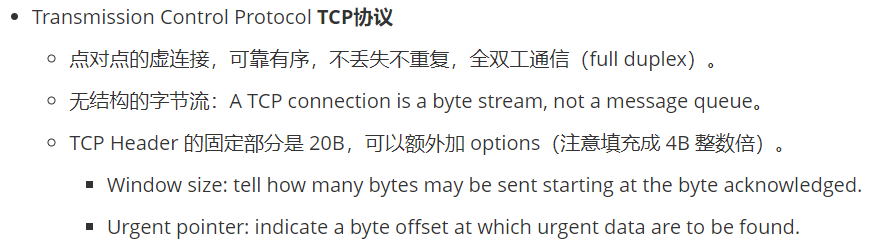 Transmission Control Protocol TCP协议
点对点的虚连接，可靠有序，不丢失不重复，全双工通信（full duplex）。
无结构的字节流：A TCP connection is a byte stream, not a message queue。
TCP Header 的固定部分是 20B，可以额外加 options（注意填充成 4B 整数倍）。
Window size: tell how many bytes may be sent starting at the byte acknowledged.
Urgent pointer: indicate a byte offset at which urgent data are to be found.